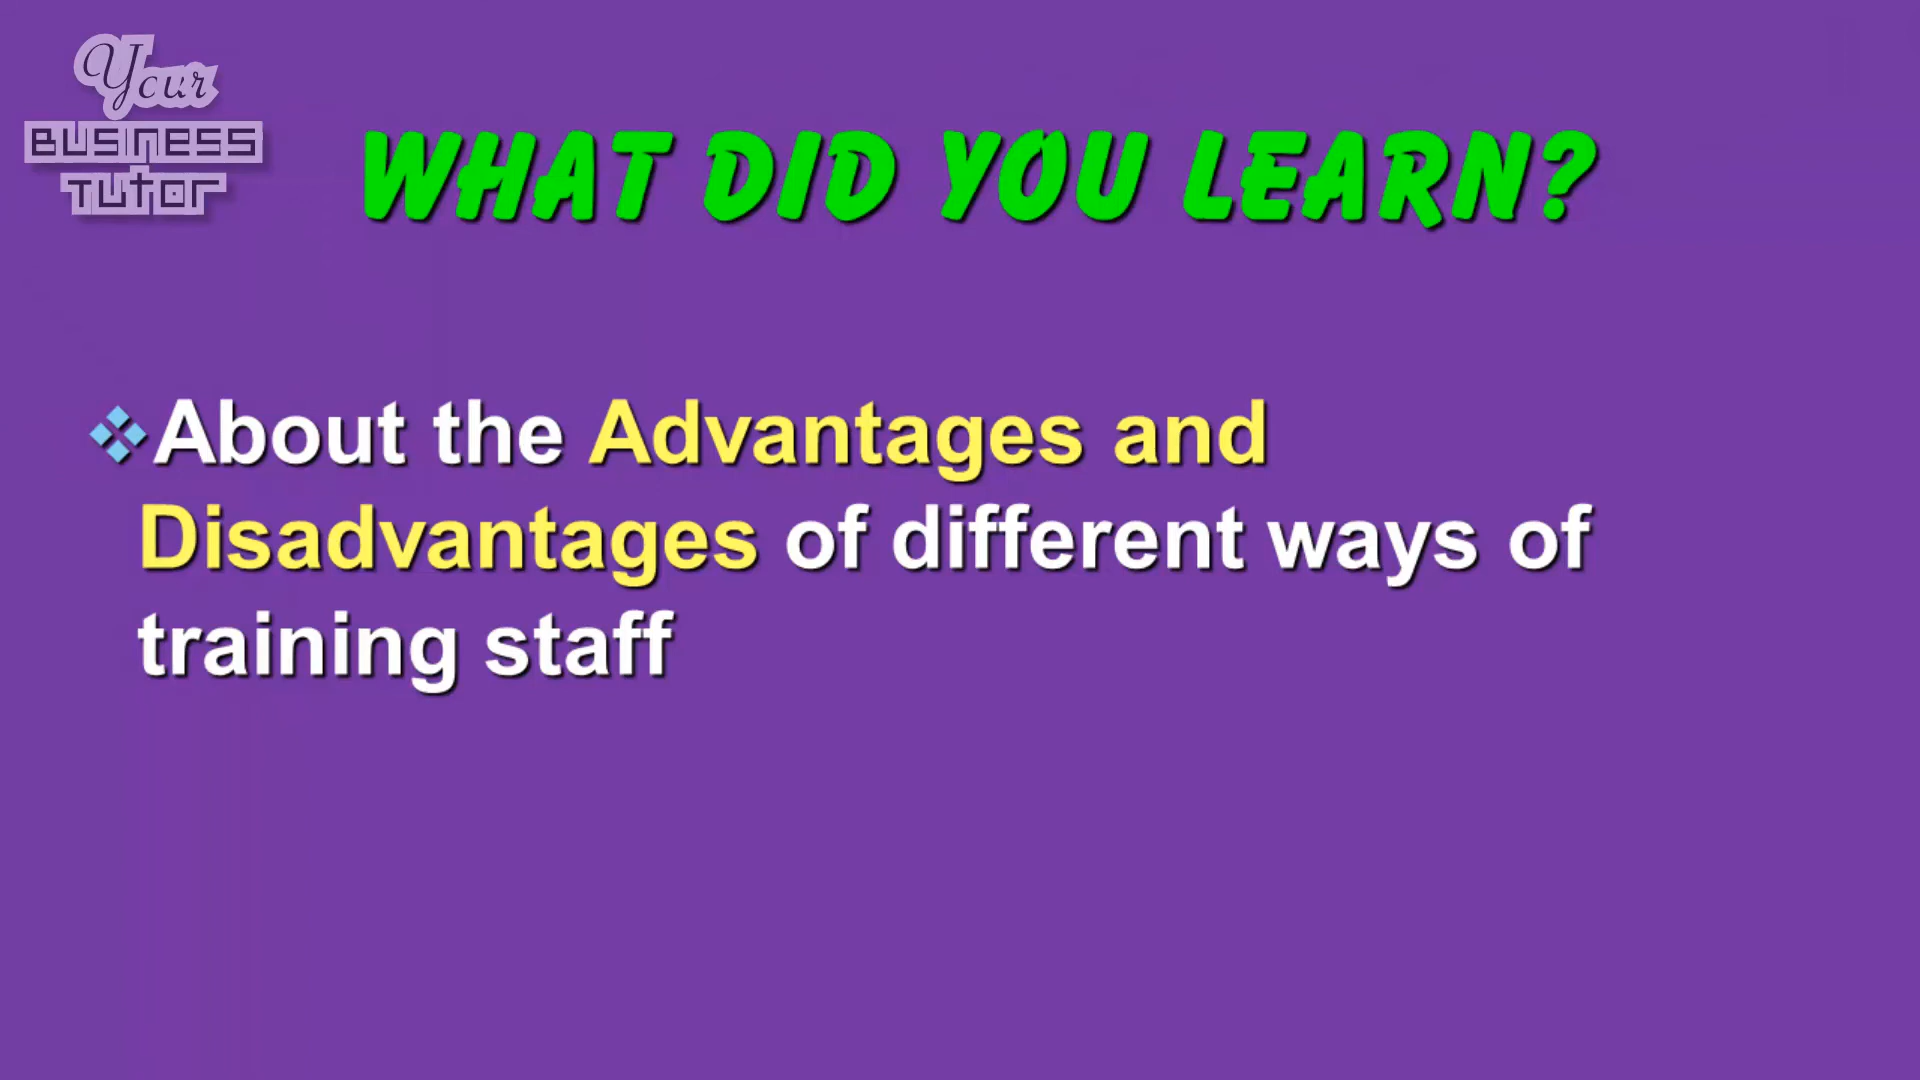 Your
BUSINESS
TUTOR
WHAT DID YOU LEARN?
About the Advantages and
Disadvantages of different ways of
training staff